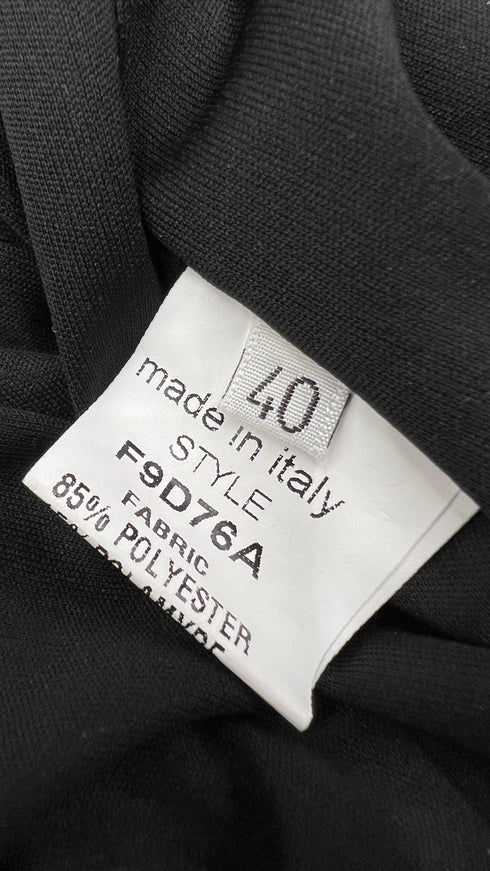 40
made in italy
STYLE
F9D76A
FABRIC
85% POLYESTER